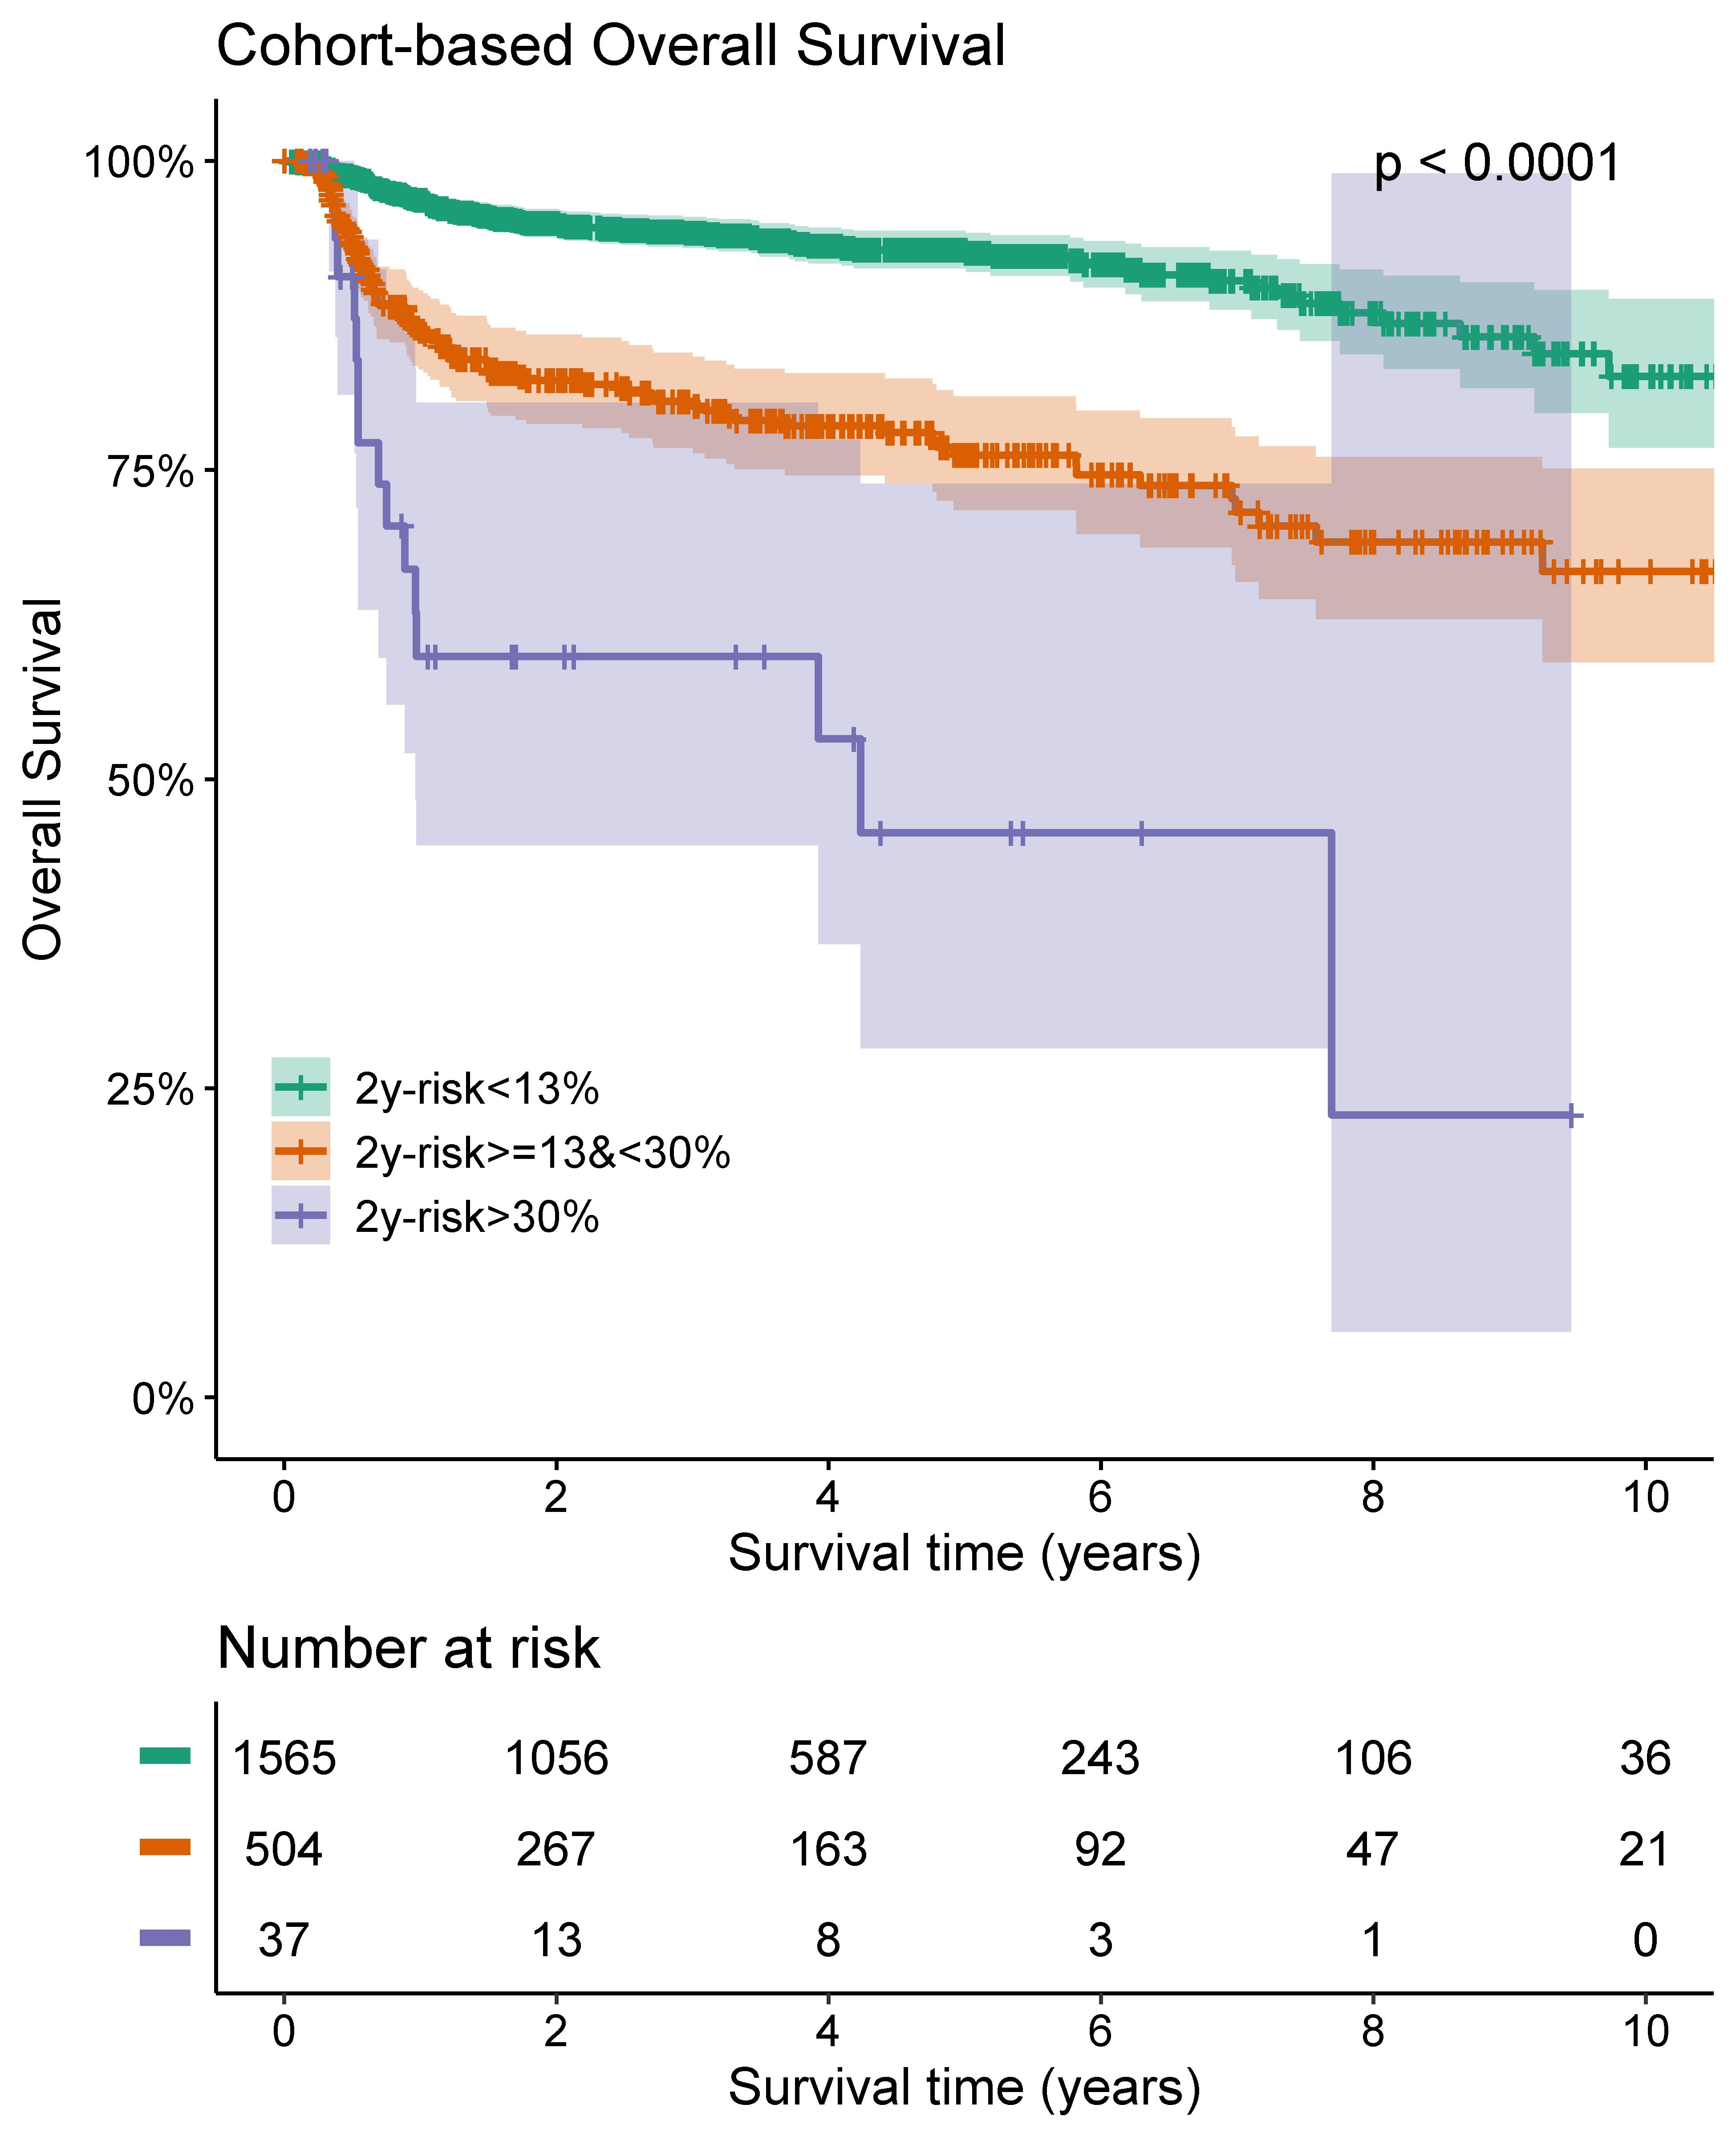 Cohort-based Overall Survival
p < 0.0001
100%
75%
50%
25%
0%
Overall Survival
2y-risk<13%
2y-risk>=13&<30%
2y-risk>30%
0 2 4 6 8 10
Survival time (years)
Number at risk
1565 1056 587 243 106 36
504 267 163 92 47 21
37 13 8 3 1 0
0 2 4 6 8 10
Survival time (years)